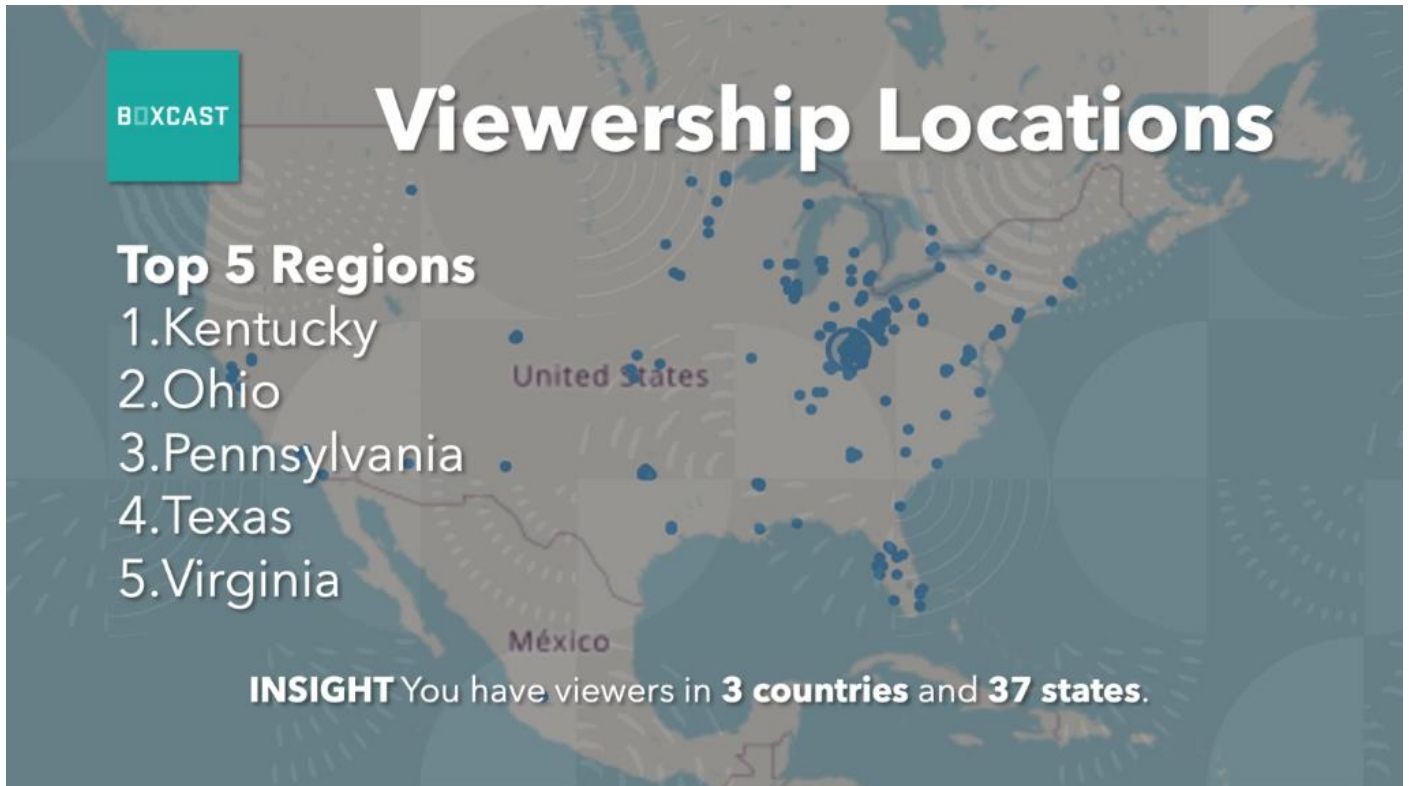 BOXCAST
Viewership Locations
Top 5 Regions
1.Kentucky
2.Ohio
3.Pennsylvania
4.Texas
5.Virginia
United States
México
INSIGHT You have viewers in 3 countries and 37 states.